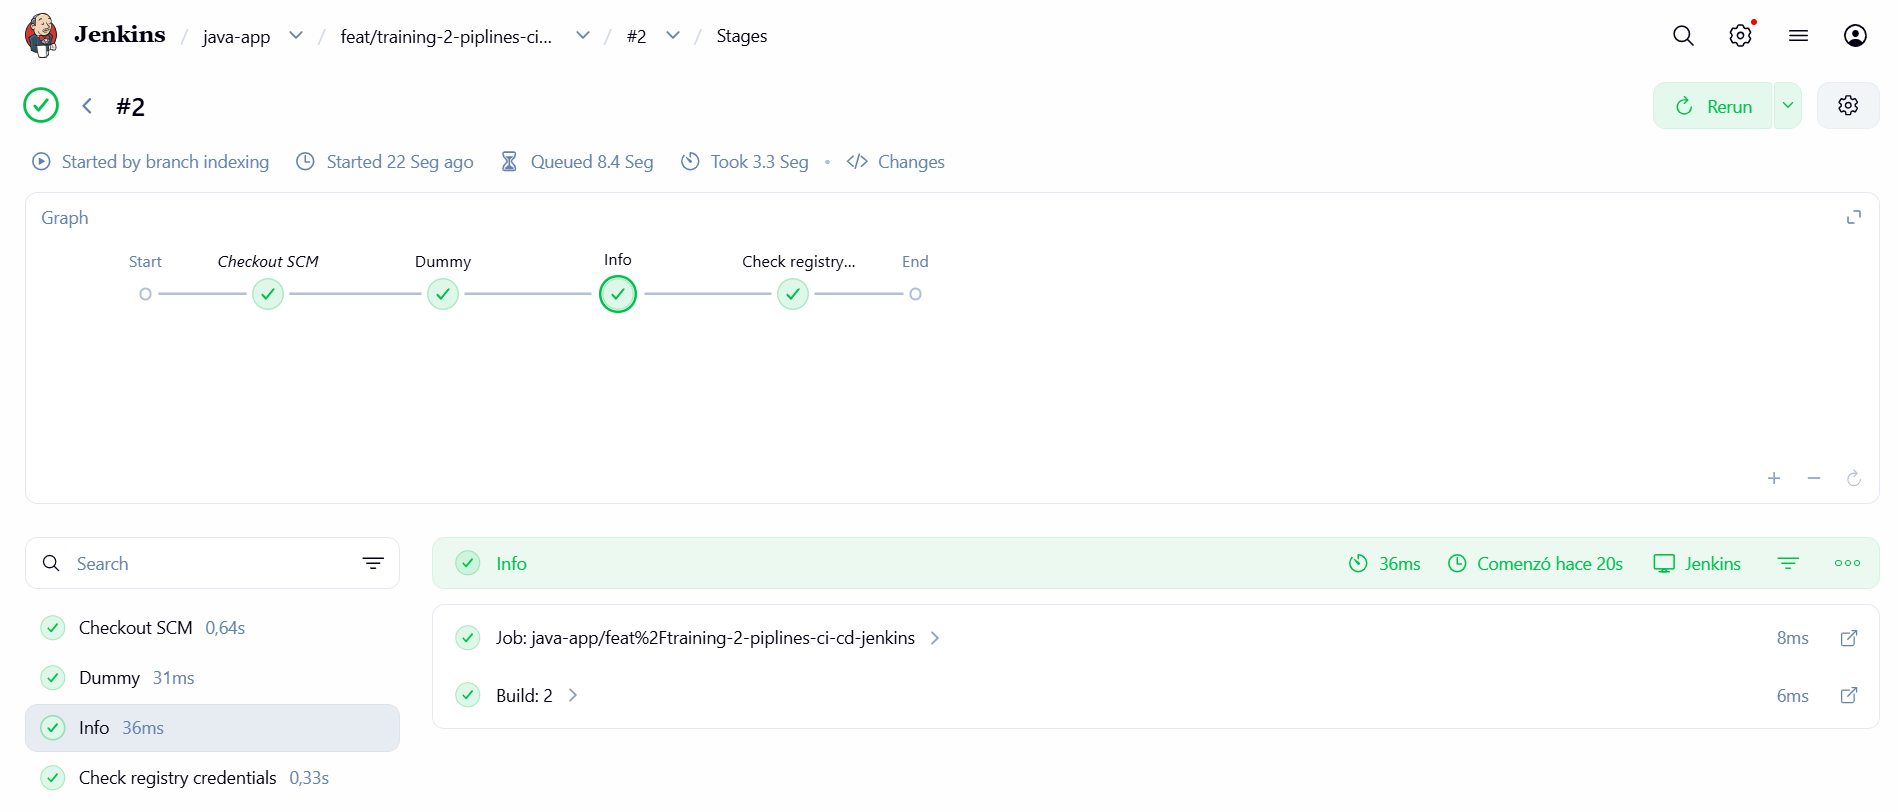 Jenkins / java-app / feat/training-2-piplines-ci... / #2 / Stages
#2
Rerun
Started by branch indexing Started 22 Seg ago Queued 8.4 Seg Took 3.3 Seg • Changes
Graph
Start Checkout SCM Dummy Info Check registry... End
Search
Info 36ms Comenzó hace 20s Jenkins
Checkout SCM 0,64s
Dummy 31ms
Info 36ms
Check registry credentials 0,33s
Job: java-app/feat%2Ftraining-2-piplines-ci-cd-jenkins 8ms
Build: 2 6ms